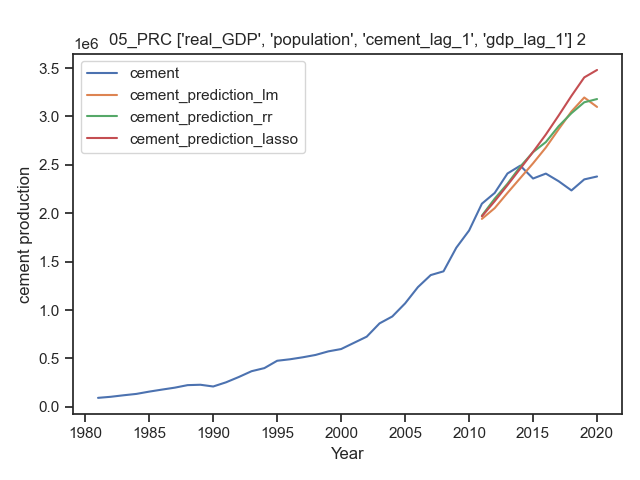 05_PRC ['real_GDP', 'population', 'cement_lag_1', 'gdp_lag_1'] 2
1e6
cement
cement_prediction_lm
cement_prediction_rr
cement_prediction_lasso
3.5
3.0
2.5
2.0
1.5
1.0
0.5
0.0
cement production
1980 1985 1990 1995 2000 2005 2010 2015 2020
Year